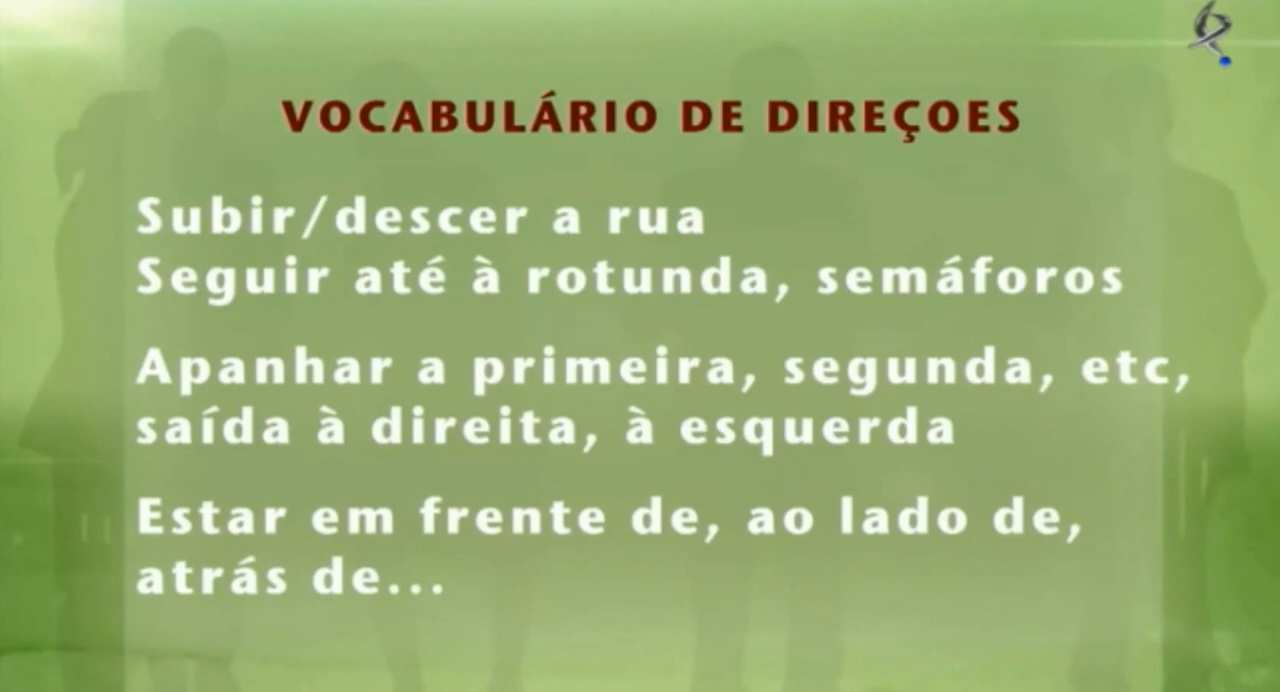 VOCABULÁRIO DE DIREÇOES
Subir/descer a rua
Seguir até à rotunda, semáforos
Apanhar a primeira, segunda, etc,
saída à direita, à esquerda
Estar em frente de, ao lado de,
atrás de...